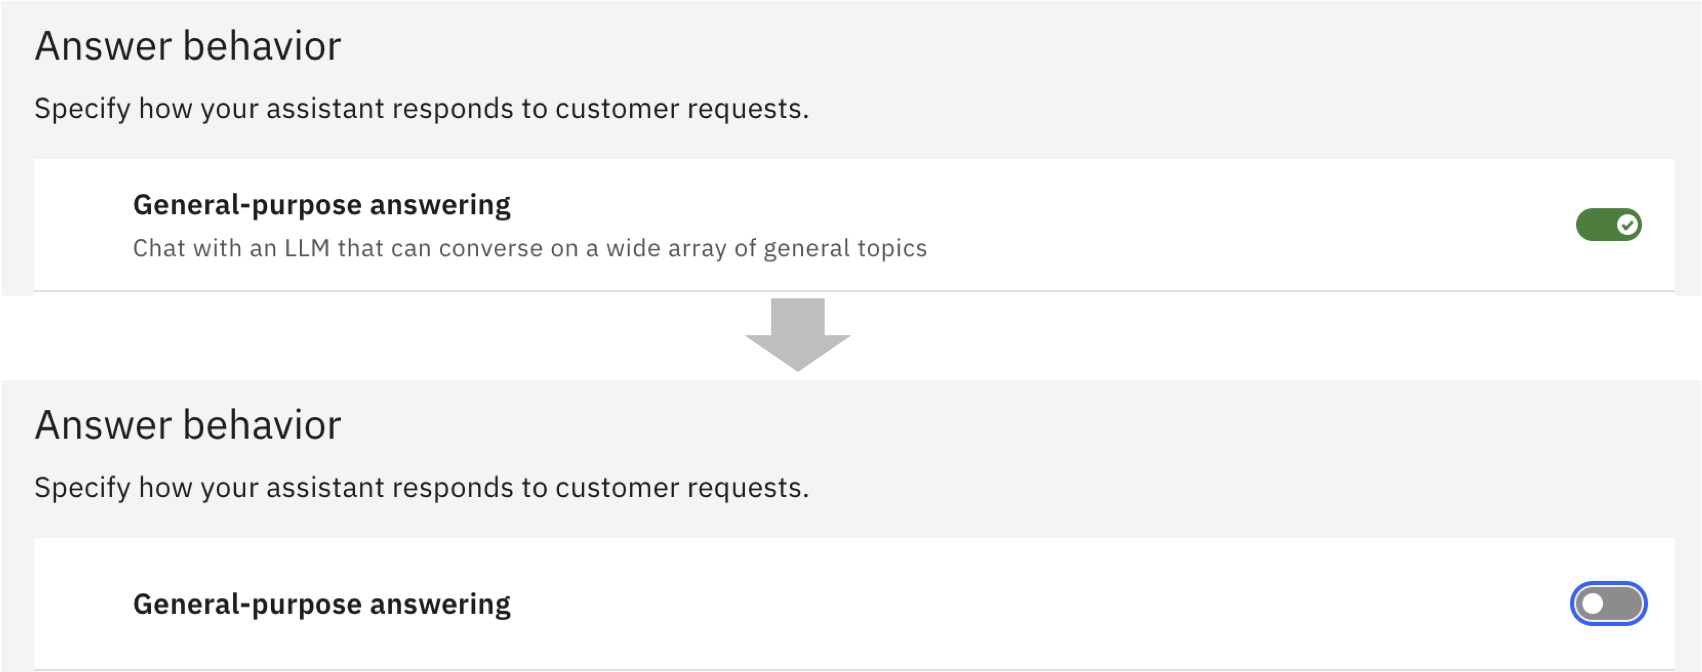 Answer behavior
Specify how your assistant responds to customer requests.
General-purpose answering
Chat with an LLM that can converse on a wide array of general topics
Answer behavior
Specify how your assistant responds to customer requests.
General-purpose answering